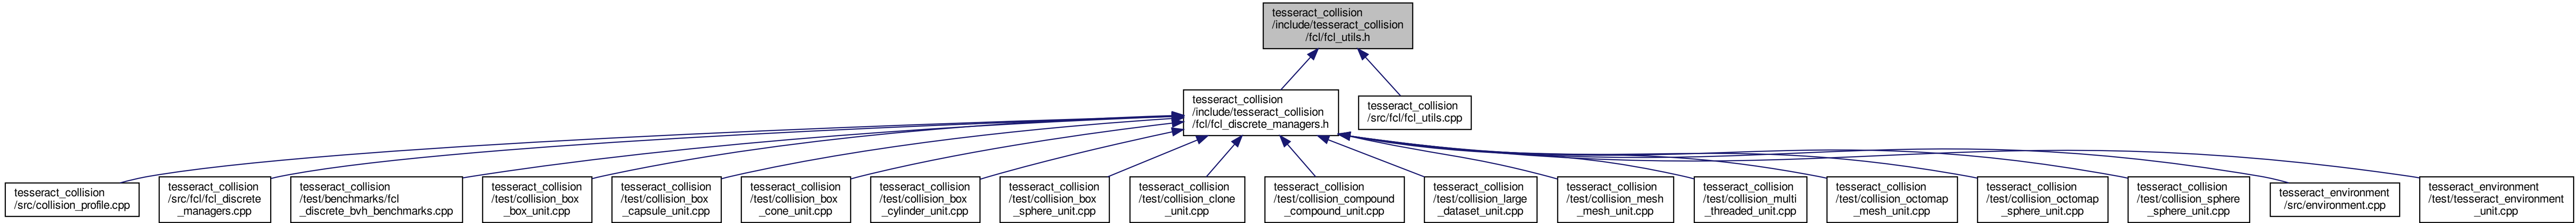 tesseract_collision
/include/tesseract_collision
/fcl/fcl_utils.h
tesseract_collision
/include/tesseract_collision
/fcl/fcl_discrete_managers.h
tesseract_collision
/src/fcl/fcl_utils.cpp
tesseract_collision
/src/collision_profile.cpp
tesseract_collision
/src/fcl/fcl_discrete
_managers.cpp
tesseract_collision
/test/benchmarks/fcl
_discrete_bvh_benchmarks.cpp
tesseract_collision
/test/collision_box
_box_unit.cpp
tesseract_collision
/test/collision_box
_capsule_unit.cpp
tesseract_collision
/test/collision_box
_cone_unit.cpp
tesseract_collision
/test/collision_box
_cylinder_unit.cpp
tesseract_collision
/test/collision_box
_sphere_unit.cpp
tesseract_collision
/test/collision_clone
_unit.cpp
tesseract_collision
/test/collision_compound
_compound_unit.cpp
tesseract_collision
/test/collision_large
_dataset_unit.cpp
tesseract_collision
/test/collision_mesh
_mesh_unit.cpp
tesseract_collision
/test/collision_multi
_threaded_unit.cpp
tesseract_collision
/test/collision_octomap
_mesh_unit.cpp
tesseract_collision
/test/collision_octomap
_sphere_unit.cpp
tesseract_collision
/test/collision_sphere
_sphere_unit.cpp
tesseract_environment
/src/environment.cpp
tesseract_environment
/test/tesseract_environment
_unit.cpp